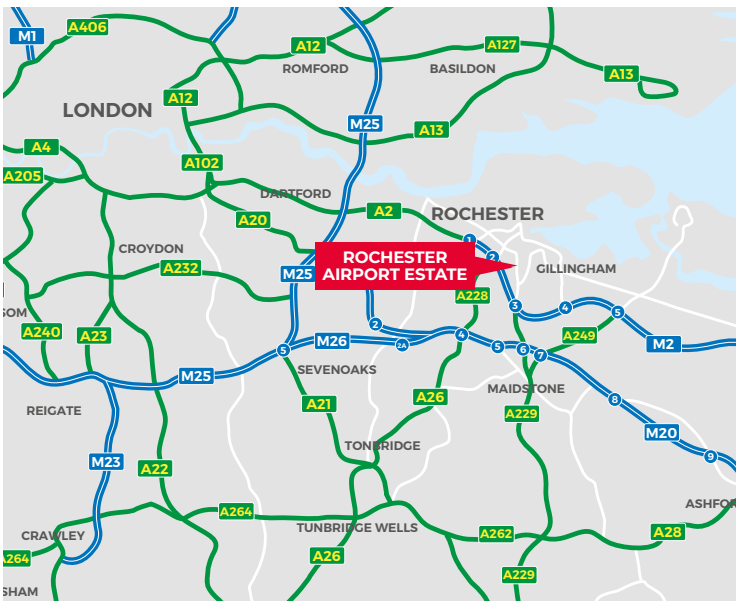 M1
A406
A12
A127
ROMFORD
BASILDON
A13
A12
LONDON
M25
A13
A4
A102
A205
DARTFORD
A2
ROCHESTER
A20
1
CROYDON
2
ROCHESTER
AIRPORT ESTATE
GILLINGHAM
A232
M25
A228
3
4
5
SOM
A240
A23
2
4
A249
M26
2A
5
6
7
M2
5
SEVENOAKS
M25
MAIDSTONE
A21
A26
8
REIGATE
A229
M20
TONBRIDGE
9
M23
A22
ASHFOR
A264
TUNBRIDGE WELLS
CRAWLEY
A262
A28
A264
A26
A229
SHAM